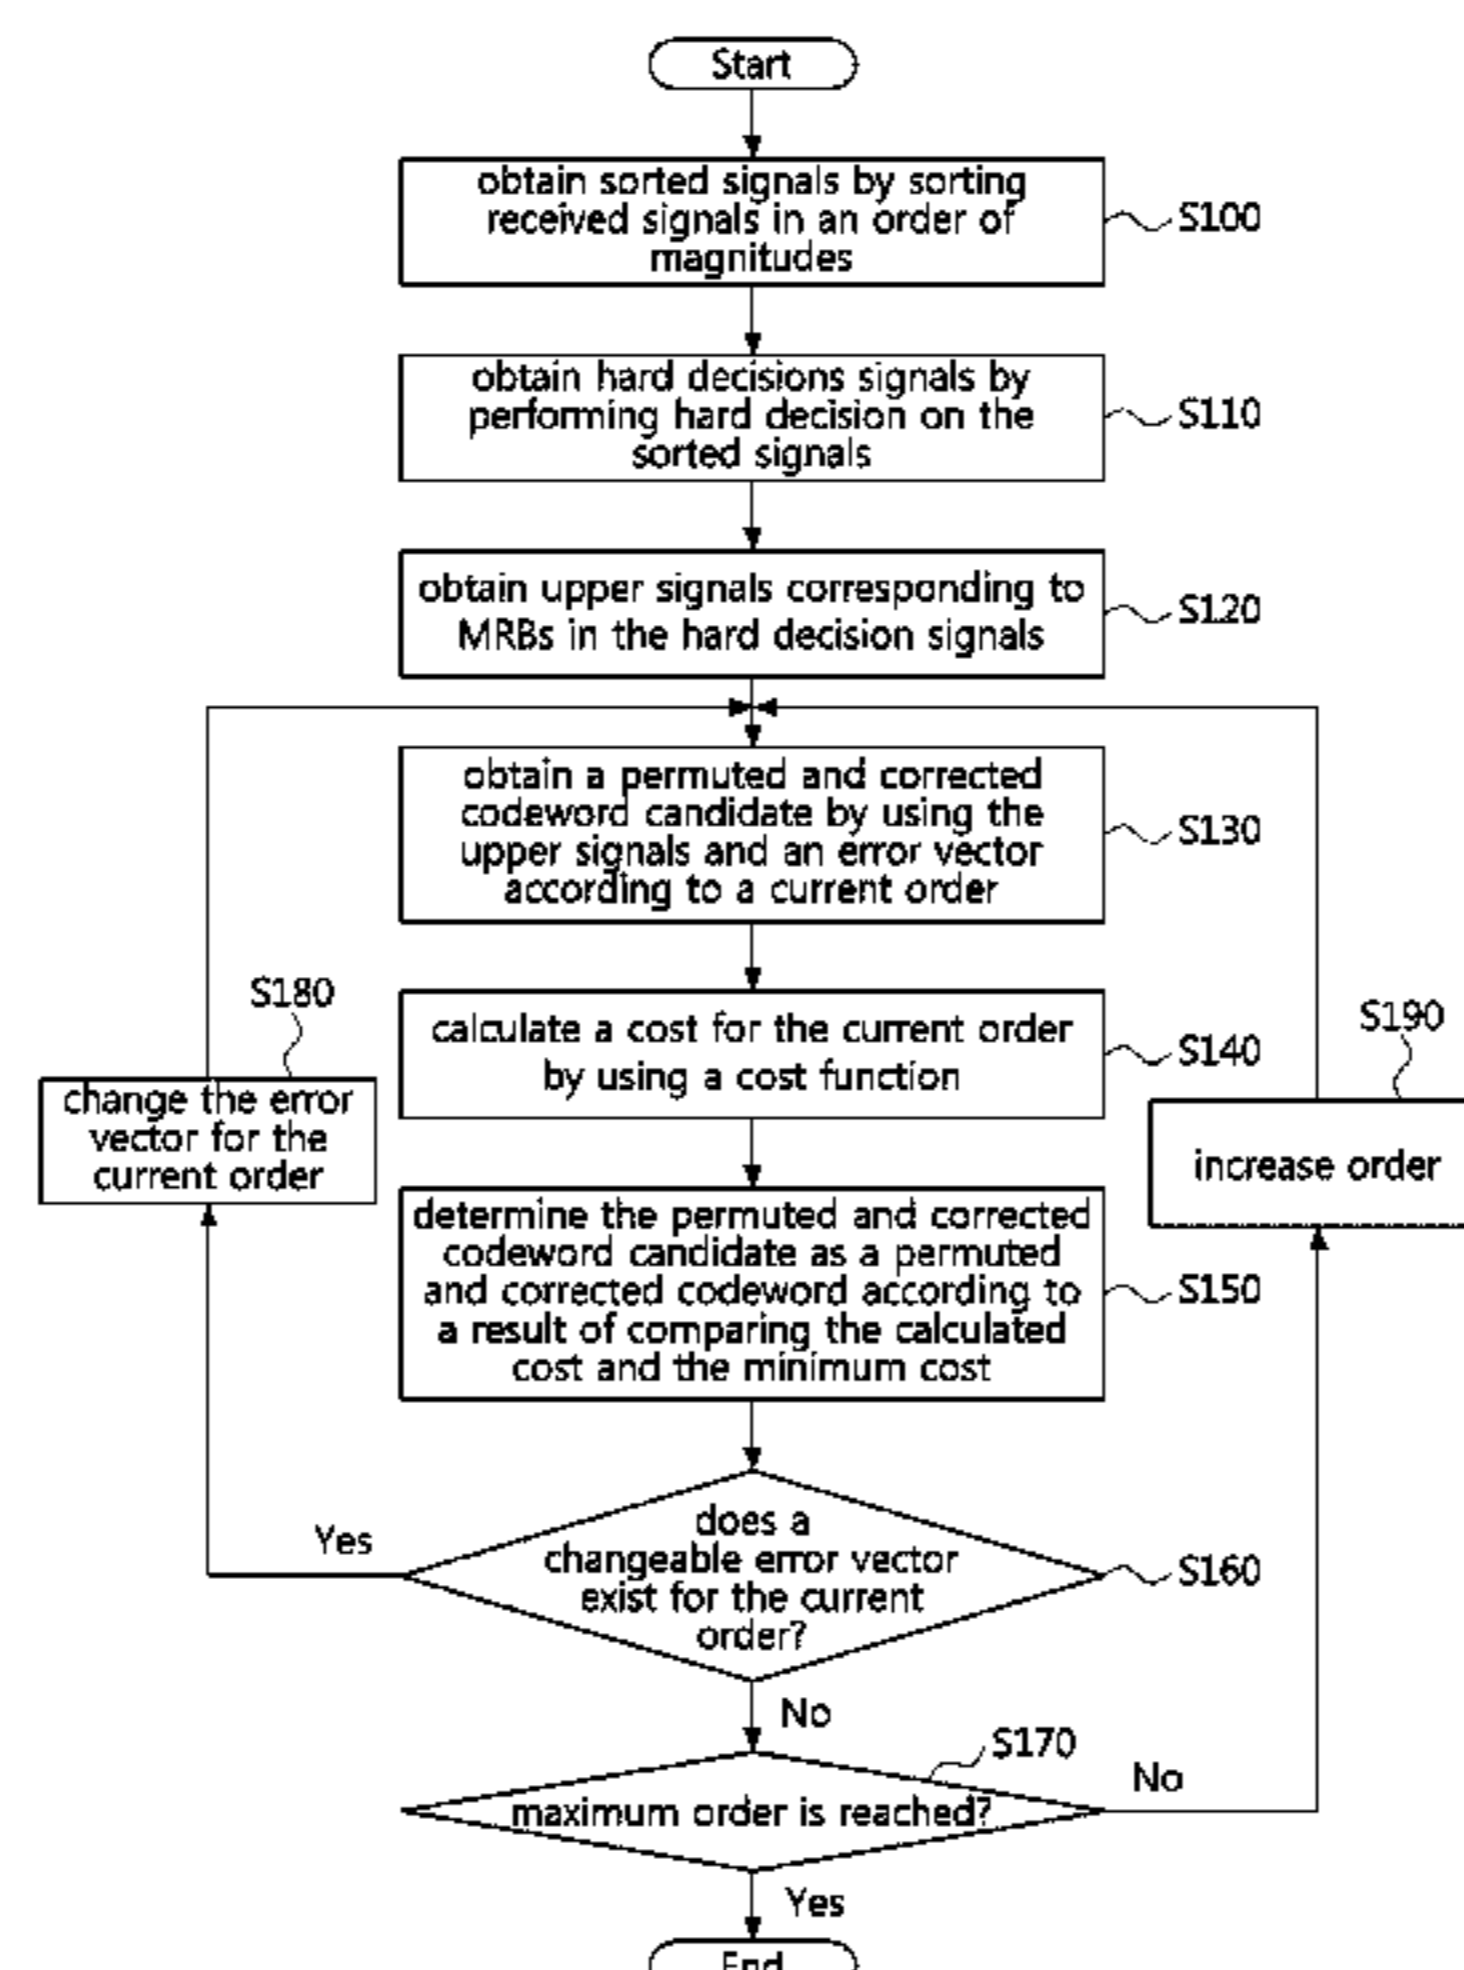 Start
obtain sorted signals by sorting
received signals in an order of
magnitudes
S100
obtain hard decisions signals by
performing hard decision on the
sorted signals
S110
obtain upper signals corresponding to
MRBs in the hard decision signals
S120
obtain a permuted and corrected
codeword candidate by using the
upper signals and an error vector
according to a current order
S130
S180
change the error
vector for the
current order
calculate a cost for the current order
by using a cost function
S140
S190
increase order
determine the permuted and corrected
codeword candidate as a permuted
and corrected codeword according to
a result of comparing the calculated
cost and the minimum cost
S150
Yes
does a
changeable error vector
exist for the current
order?
S160
No
S170
maximum order is reached?
No
Yes
End